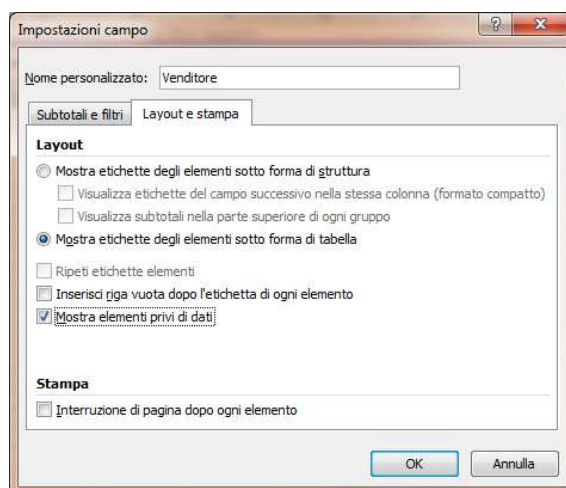 Impostazioni campo
Nome personalizzato: Venditore
Subtotali e filtri Layout e stampa
Layout
Mostra etichette degli elementi sotto forma di struttura
Visualizza etichette del campo successivo nella stessa colonna (formato compatto)
Visualizza subtotali nella parte superiore di ogni gruppo
Mostra etichette degli elementi sotto forma di tabella
Ripeti etichette elementi
Inserisci riga vuota dopo l'etichetta di ogni elemento
Mostra elementi privi di dati
Stampa
Interruzione di pagina dopo ogni elemento
OK Annulla